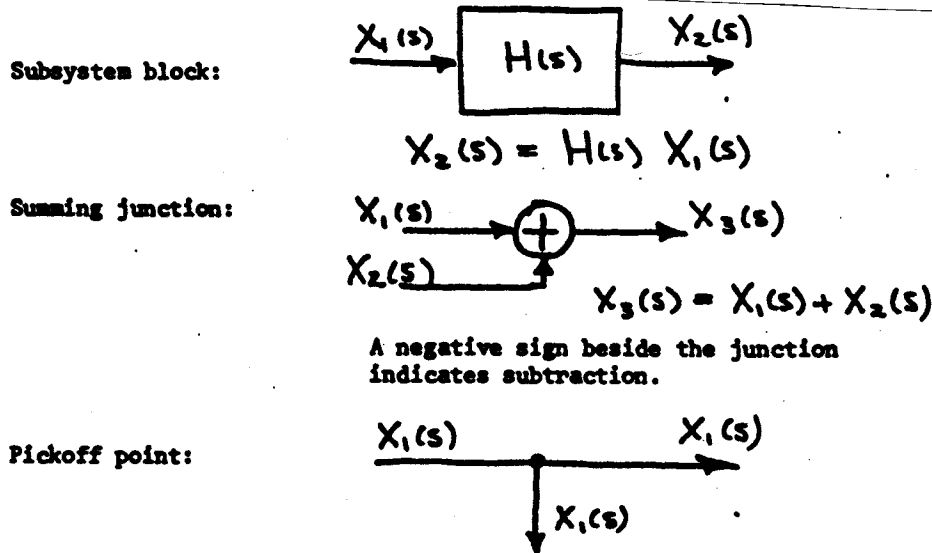 X₁(s) H(s) X₂(s)
Subsystem block:
X₂(s) = H(s) X₁(s)
Summing junction: X₁(s) + X₃(s)
X₂(s)
X₃(s) = X₁(s) + X₂(s)
A negative sign beside the junction
indicates subtraction.
X₁(s) X₁(s)
Pickoff point:
X₁(s)